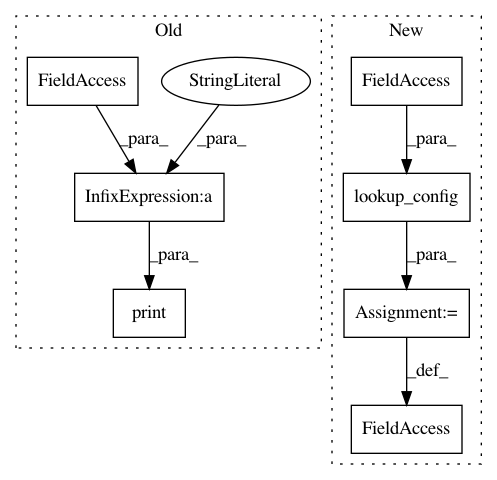 Old
New
FieldAccess
StringLiteral
FieldAccess
_para_
_para_
_para_
InfixExpression:a
lookup_config
_para_
_para_
print
Assignment:=
_def_
FieldAccess